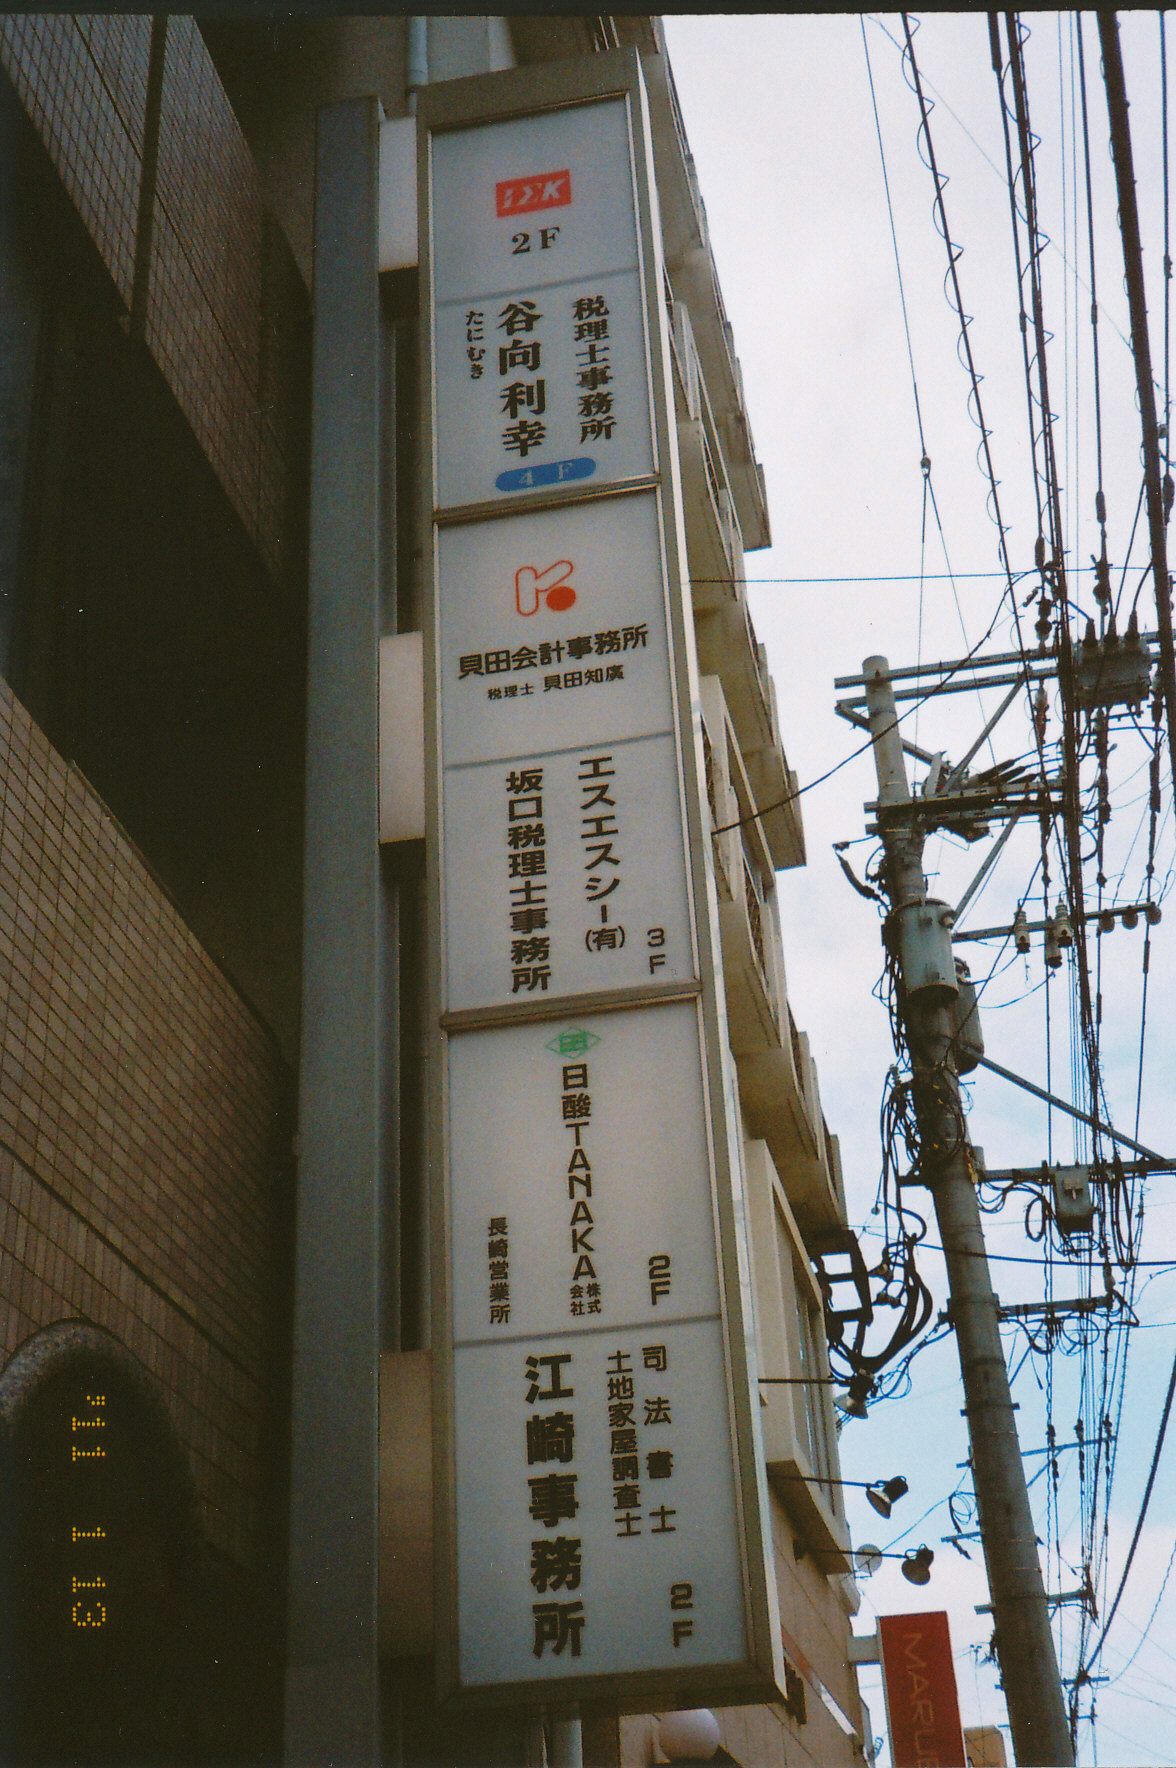 IΣK
2F
税理士事務所
谷向利幸
たにむき
4F
貝田会計事務所
税理士 貝田知廣
エスエスシー(有)
坂口税理士事務所
3F
日酸TANAKA株式会社
長崎営業所
2F
司法書士
土地家屋調査士
江崎事務所
2F
'11 1 13